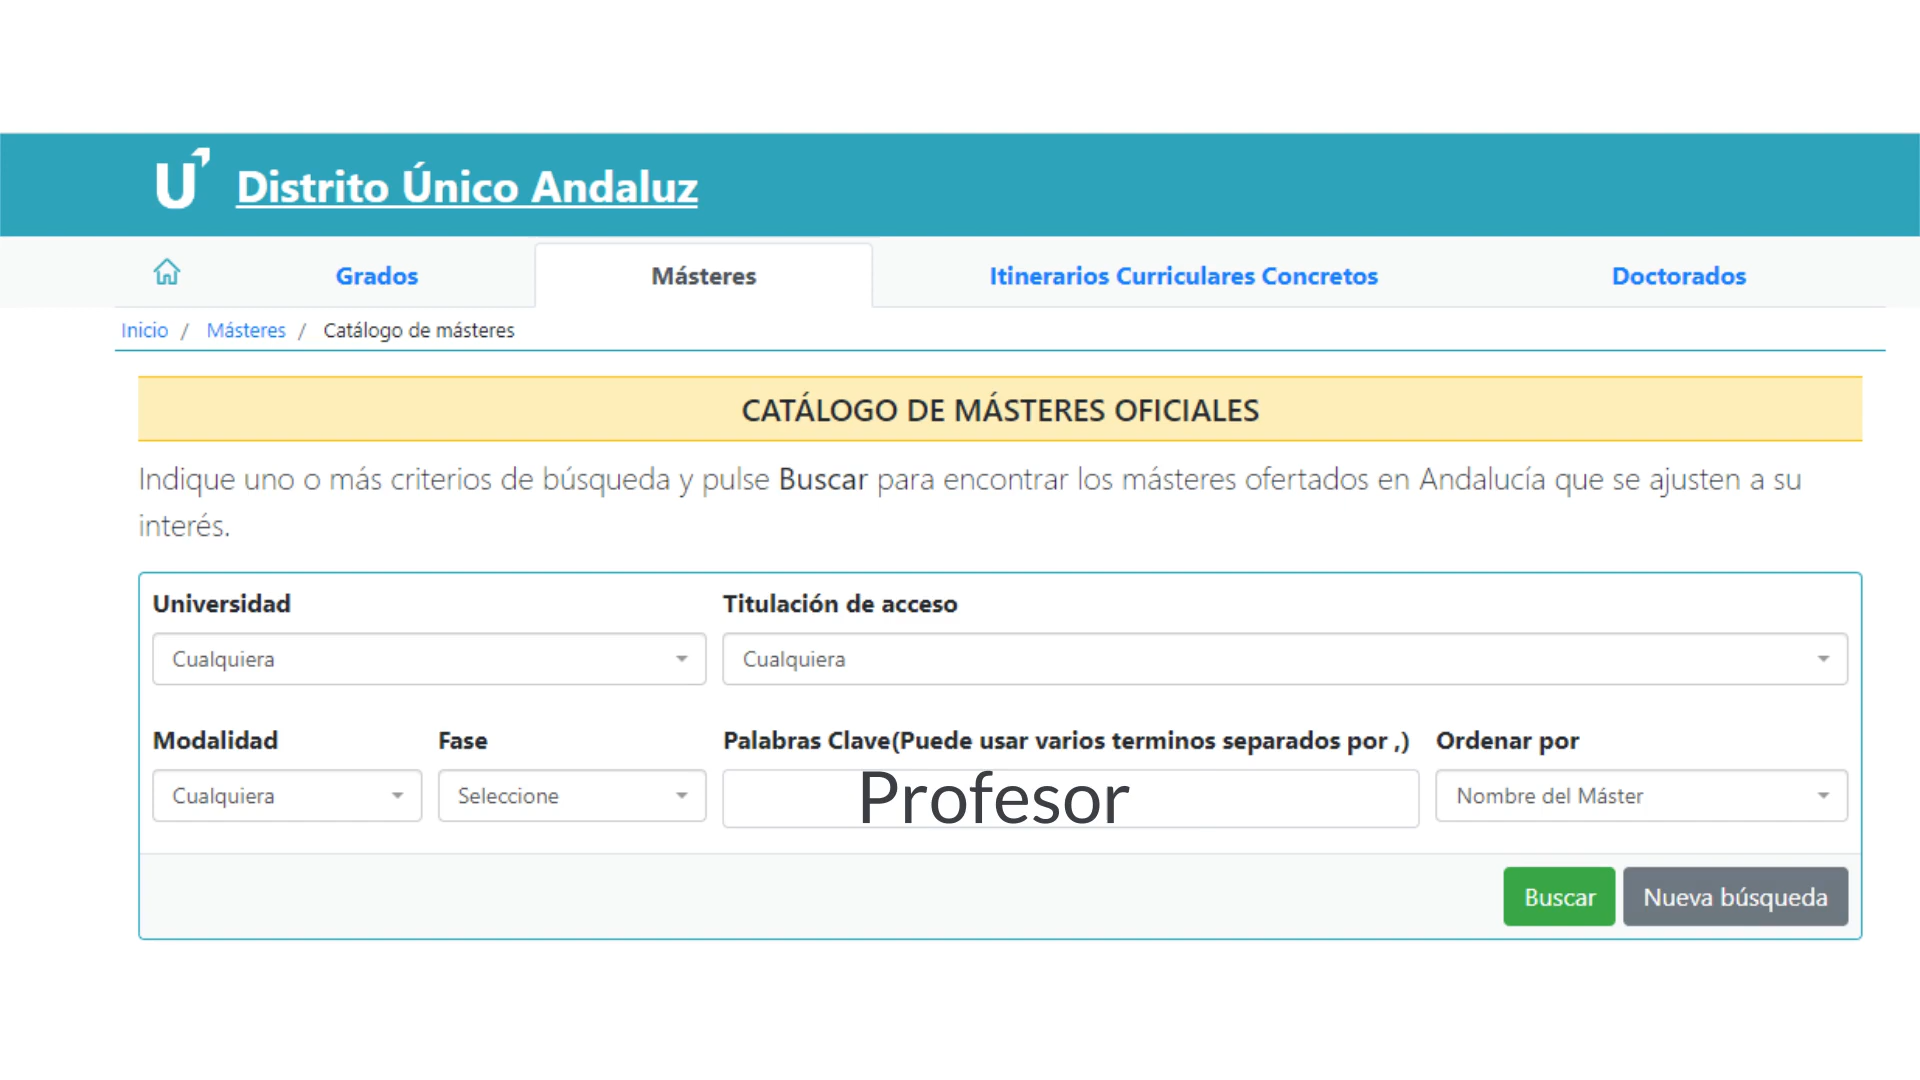 Distrito Único Andaluz
Grados Másteres Itinerarios Curriculares Concretos Doctorados
Inicio / Másteres / Catálogo de másteres
CATÁLOGO DE MÁSTERES OFICIALES
Indique uno o más criterios de búsqueda y pulse Buscar para encontrar los másteres ofertados en Andalucía que se ajusten a su
interés.
Universidad Titulación de acceso
Cualquiera Cualquiera
Modalidad Fase Palabras Clave(Puede usar varios terminos separados por ,) Ordenar por
Cualquiera Seleccione Profesor Nombre del Máster
Buscar Nueva búsqueda